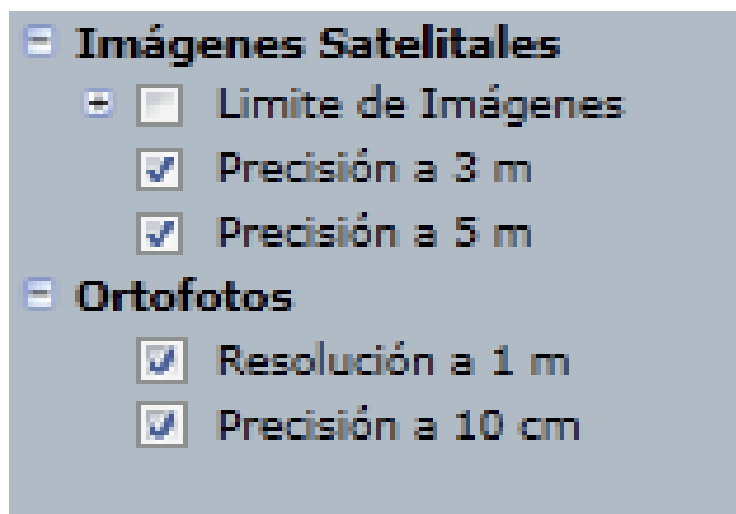 Imágenes Satelitales
Limite de Imágenes
Precisión a 3 m
Precisión a 5 m
Ortofotos
Resolución a 1 m
Precisión a 10 cm